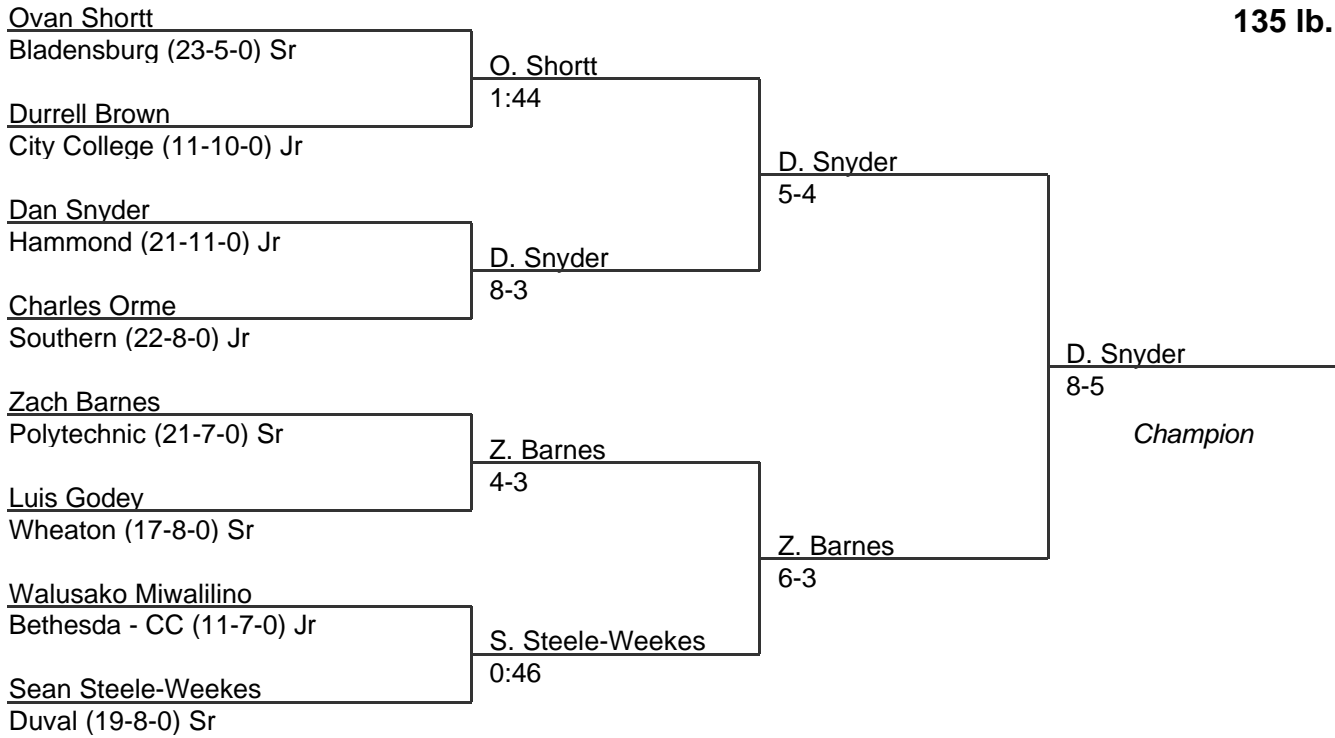 135 lb.
Ovan Shortt
Bladensburg (23-5-0) Sr
O. Shortt
1:44
Durrell Brown
City College (11-10-0) Jr
D. Snyder
5-4
Dan Snyder
Hammond (21-11-0) Jr
D. Snyder
8-3
Charles Orme
Southern (22-8-0) Jr
D. Snyder
8-5
Champion
Zach Barnes
Polytechnic (21-7-0) Sr
Z. Barnes
4-3
Luis Godey
Wheaton (17-8-0) Sr
Z. Barnes
6-3
Walusako Miwalilino
Bethesda - CC (11-7-0) Jr
S. Steele-Weekes
0:46
Sean Steele-Weekes
Duval (19-8-0) Sr